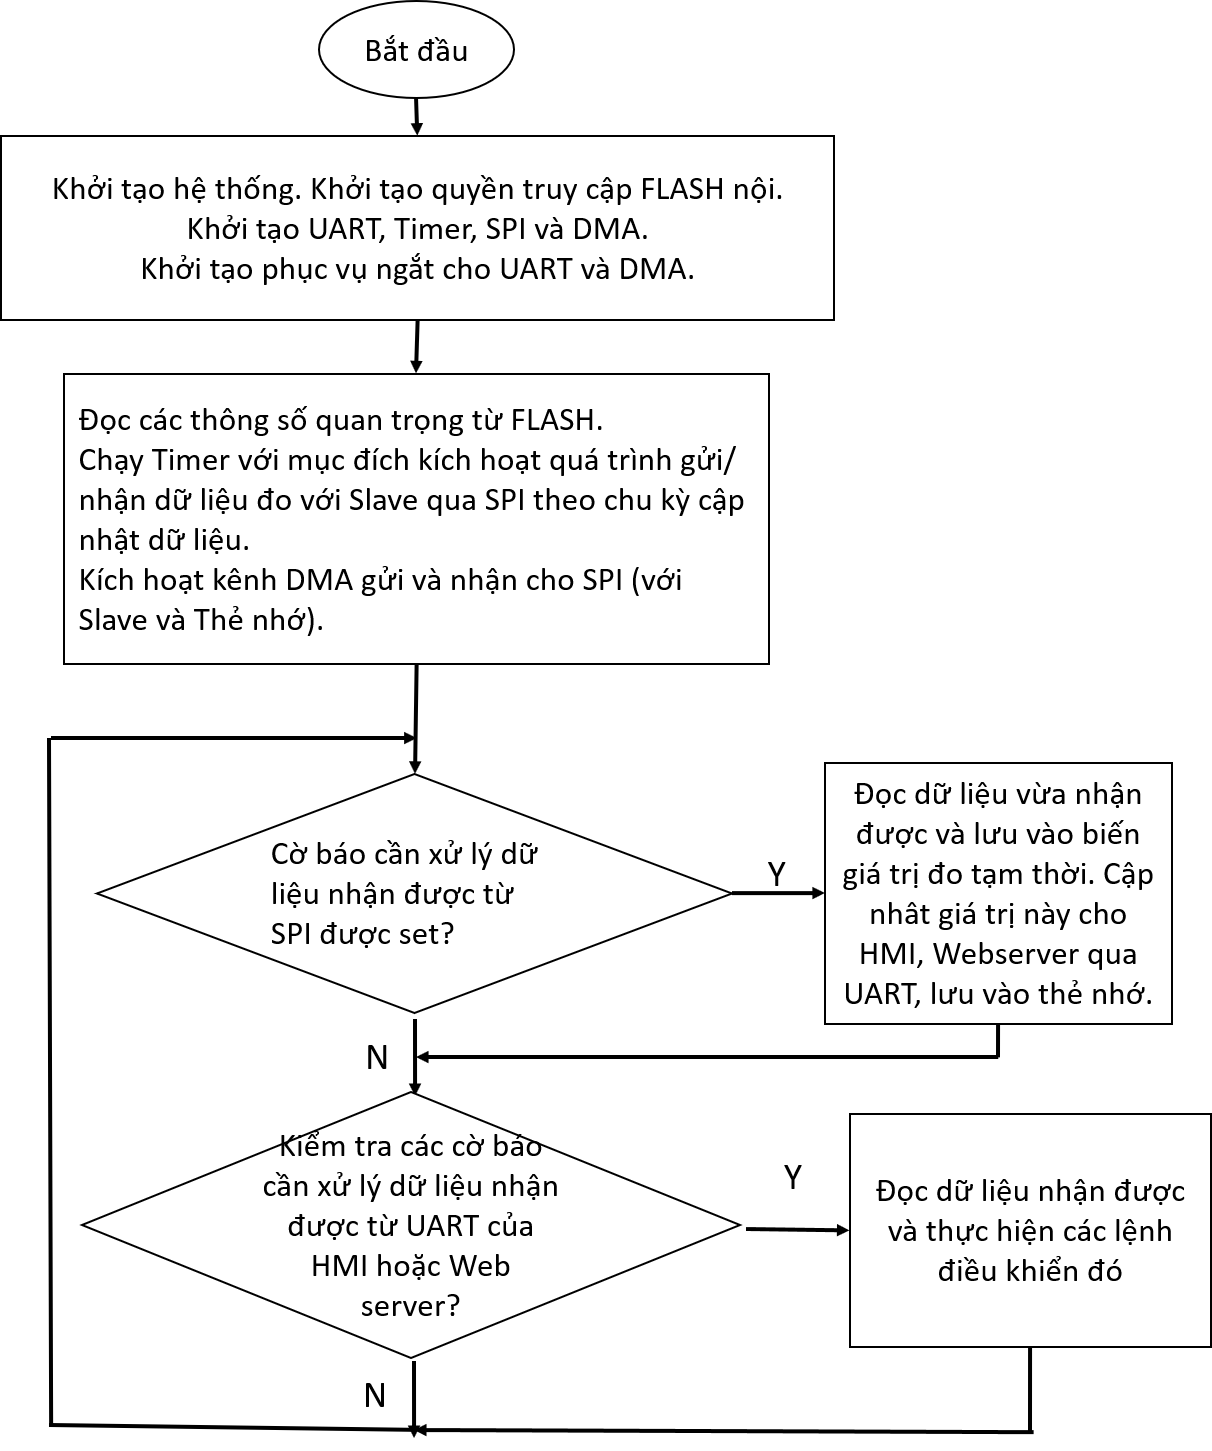 Bắt đầu
Khởi tạo hệ thống. Khởi tạo quyền truy cập FLASH nội.
Khởi tạo UART, Timer, SPI và DMA.
Khởi tạo phục vụ ngắt cho UART và DMA.
Đọc các thông số quan trọng từ FLASH.
Chạy Timer với mục đích kích hoạt quá trình gửi/
nhận dữ liệu đo với Slave qua SPI theo chu kỳ cập
nhật dữ liệu.
Kích hoạt kênh DMA gửi và nhận cho SPI (với
Slave và Thẻ nhớ).
Cờ báo cần xử lý dữ
liệu nhận được từ
SPI được set?
Y
Đọc dữ liệu vừa nhận
được và lưu vào biến
giá trị đo tạm thời. Cập
nhât giá trị này cho
HMI, Webserver qua
UART, lưu vào thẻ nhớ.
N
Kiểm tra các cờ báo
cần xử lý dữ liệu nhận
được từ UART của
HMI hoặc Web
server?
Y
Đọc dữ liệu nhận được
và thực hiện các lệnh
điều khiển đó
N